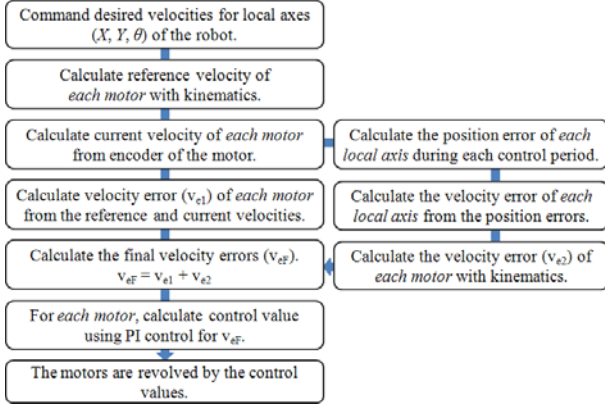 Command desired velocities for local axes
(X, Y, θ) of the robot.
Calculate reference velocity of
each motor with kinematics.
Calculate current velocity of each motor
from encoder of the motor.
Calculate velocity error (vₑ₁) of each motor
from the reference and current velocities.
Calculate the final velocity errors (v_eF).
v_eF = vₑ₁ + vₑ₂
For each motor, calculate control value
using PI control for v_eF.
The motors are revolved by the control
values.
Calculate the position error of each
local axis during each control period.
Calculate the velocity error of each
local axis from the position errors.
Calculate the velocity error (vₑ₂) of
each motor with kinematics.